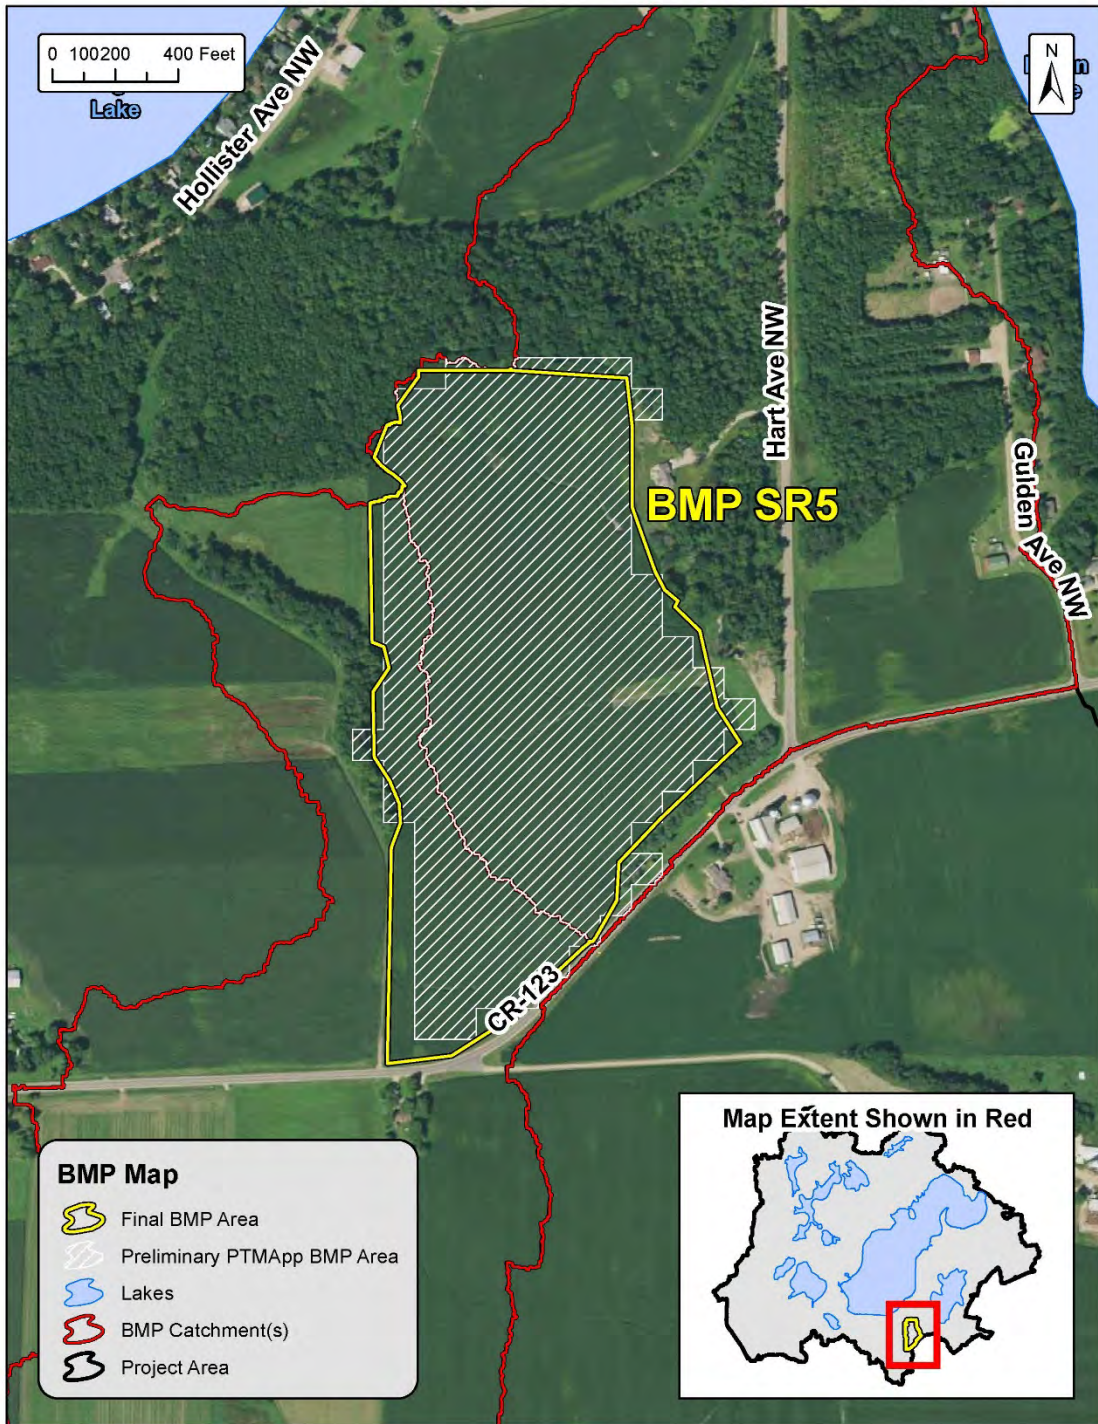 0 100200 400 Feet
Lake
N
Hollister Ave NW
Hart Ave NW
Gulden Ave NW
BMP SR5
CR-123
Map Extent Shown in Red
BMP Map
Final BMP Area
Preliminary PTMApp BMP Area
Lakes
BMP Catchment(s)
Project Area